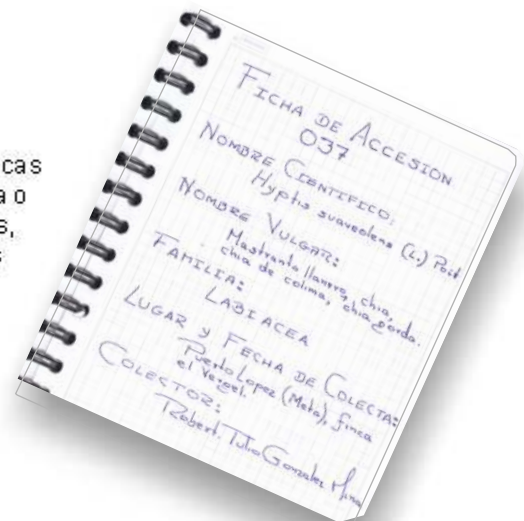 cas
a o
s,
s
FICHA DE ACCESION
037
NOMBRE CIENTIFICO:
Hyptis suaveolens (L.) Poit
NOMBRE VULGAR:
Mastranto llanero, chia,
chia de colima, chia gorda.
FAMILIA:
LABIACEA
LUGAR Y FECHA DE COLECTA:
Puerto Lopez (Meta), finca
el Vergel.
COLECTOR:
Robert. Tulio Gonzalez Mina